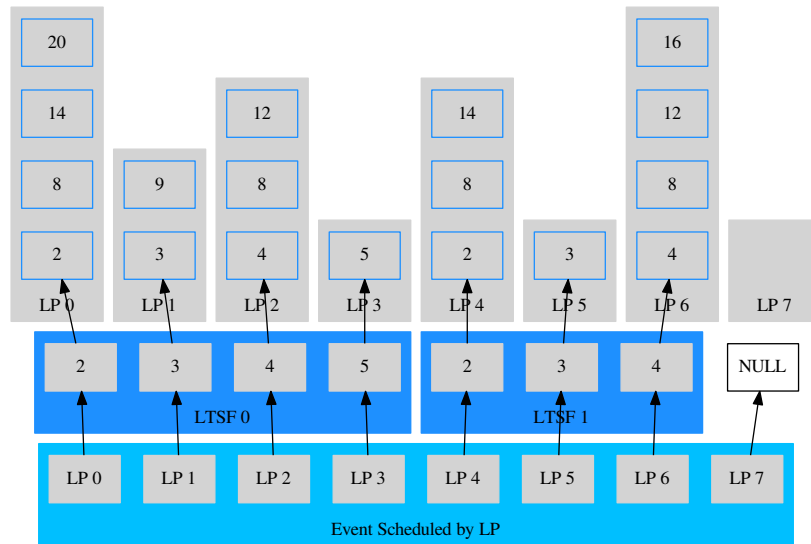 20 16
14 12 14 12
8 9 8 8 8
2 3 4 5 2 3 4
LP 0 LP 1 LP 2 LP 3 LP 4 LP 5 LP 6 LP 7
2 3 4 5 2 3 4 NULL
LTSF 0 LTSF 1
LP 0 LP 1 LP 2 LP 3 LP 4 LP 5 LP 6 LP 7
Event Scheduled by LP